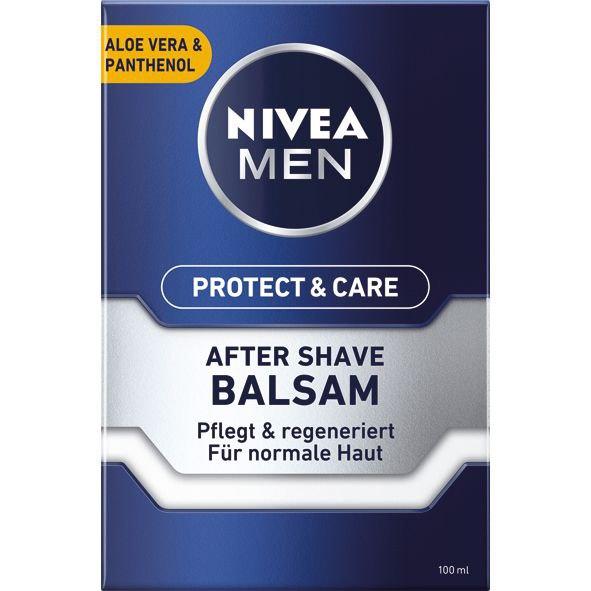 ALOE VERA &
PANTHENOL
NIVEA
MEN
PROTECT & CARE
AFTER SHAVE
BALSAM
Pflegt & regeneriert
Für normale Haut
100 ml